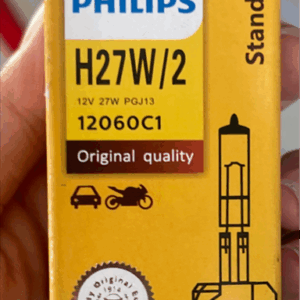 PHILIPS
H27W/2
12V 27W PGJ13
12060C1
Original quality
Stand